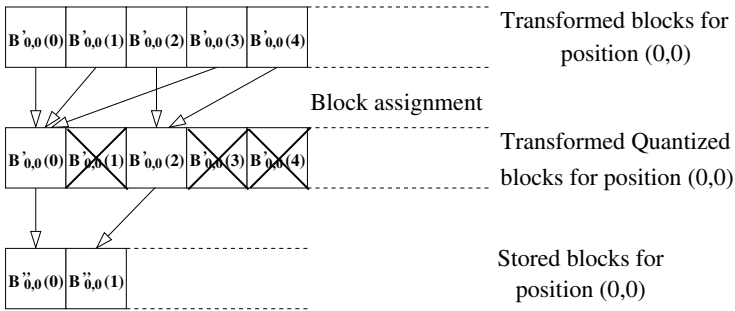 B'0,0(0) B'0,0(1) B'0,0(2) B'0,0(3) B'0,0(4)
Transformed blocks for
position (0,0)
Block assignment
B'0,0(0) B'0,0(1) B'0,0(2) B'0,0(3) B'0,0(4)
Transformed Quantized
blocks for position (0,0)
B''0,0(0) B''0,0(1)
Stored blocks for
position (0,0)